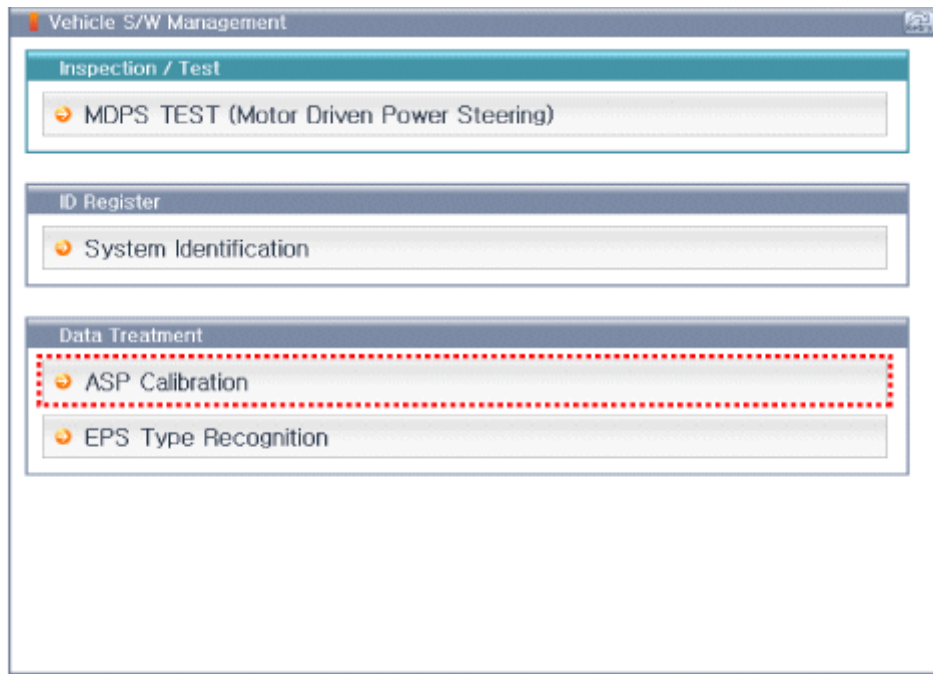 Vehicle S/W Management
Inspection / Test
MDPS TEST (Motor Driven Power Steering)
ID Register
System Identification
Data Treatment
ASP Calibration
EPS Type Recognition